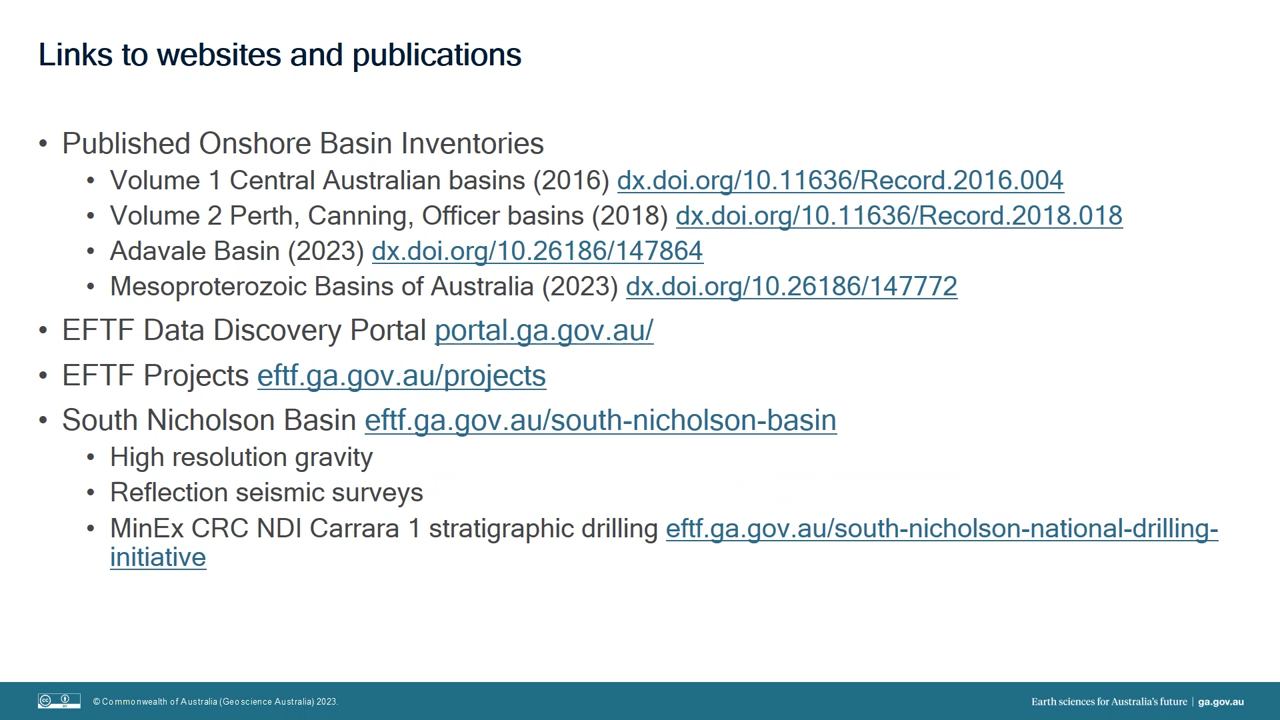 Links to websites and publications
• Published Onshore Basin Inventories
• Volume 1 Central Australian basins (2016) dx.doi.org/10.11636/Record.2016.004
• Volume 2 Perth, Canning, Officer basins (2018) dx.doi.org/10.11636/Record.2018.018
• Adavale Basin (2023) dx.doi.org/10.26186/147864
• Mesoproterozoic Basins of Australia (2023) dx.doi.org/10.26186/147772
• EFTF Data Discovery Portal portal.ga.gov.au/
• EFTF Projects eftf.ga.gov.au/projects
• South Nicholson Basin eftf.ga.gov.au/south-nicholson-basin
• High resolution gravity
• Reflection seismic surveys
• MinEx CRC NDI Carrara 1 stratigraphic drilling eftf.ga.gov.au/south-nicholson-national-drilling-
initiative
© Commonwealth of Australia (Geoscience Australia) 2023.
Earth sciences for Australia's future | ga.gov.au